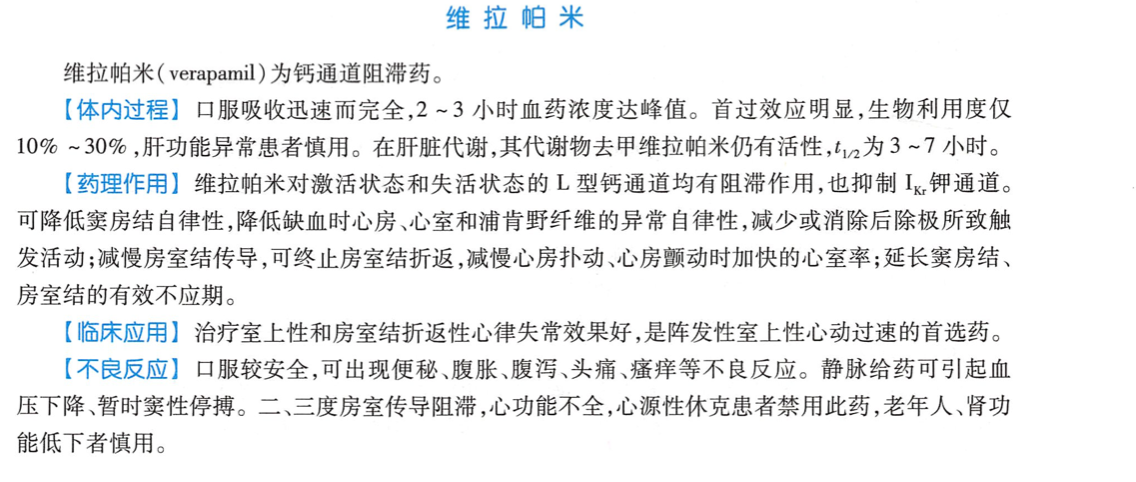 维拉帕米
维拉帕米(verapamil)为钙通道阻滞药。
【体内过程】 口服吸收迅速而完全,2~3 小时血药浓度达峰值。首过效应明显,生物利用度仅
10%~30%,肝功能异常患者慎用。在肝脏代谢,其代谢物去甲维拉帕米仍有活性,t1/2为 3~7 小时。
【药理作用】 维拉帕米对激活状态和失活状态的 L 型钙通道均有阻滞作用,也抑制 IKr钾通道。
可降低窦房结自律性,降低缺血时心房、心室和浦肯野纤维的异常自律性,减少或消除后除极所致触
发活动;减慢房室结传导,可终止房室结折返,减慢心房扑动、心房颤动时加快的心室率;延长窦房结、
房室结的有效不应期。
【临床应用】 治疗室上性和房室结折返性心律失常效果好,是阵发性室上性心动过速的首选药。
【不良反应】 口服较安全,可出现便秘、腹胀、腹泻、头痛、瘙痒等不良反应。静脉给药可引起血
压下降、暂时窦性停搏。二、三度房室传导阻滞,心功能不全,心源性休克患者禁用此药,老年人、肾功
能低下者慎用。